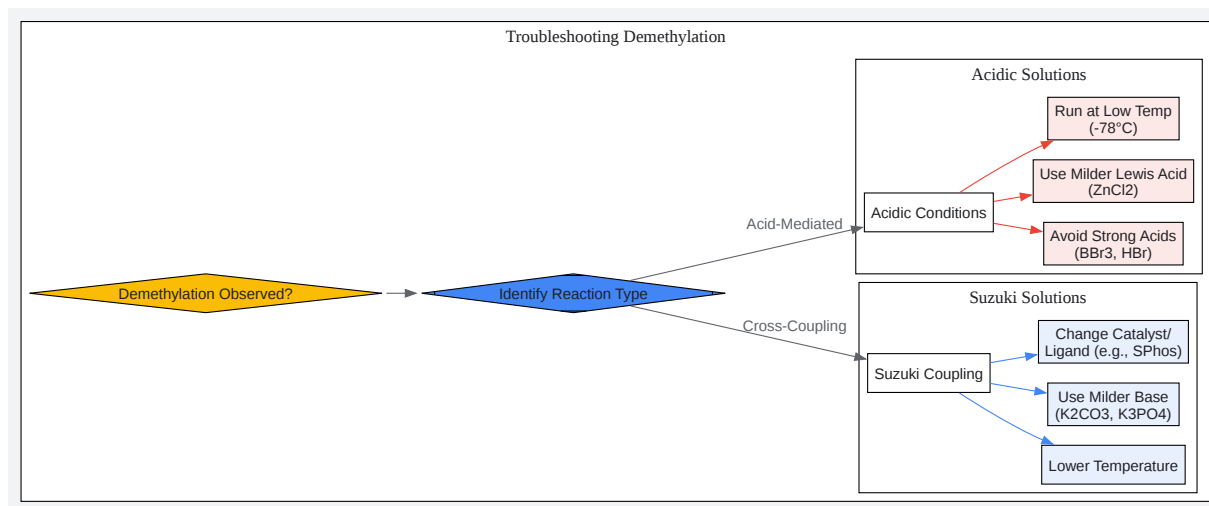 Troubleshooting Demethylation
Demethylation Observed?
Identify Reaction Type
Acid-Mediated
Cross-Coupling
Acidic Solutions
Acidic Conditions
Run at Low Temp
(-78°C)
Use Milder Lewis Acid
(ZnCl2)
Avoid Strong Acids
(BBr3, HBr)
Suzuki Solutions
Suzuki Coupling
Change Catalyst/
Ligand (e.g., SPhos)
Use Milder Base
(K2CO3, K3PO4)
Lower Temperature